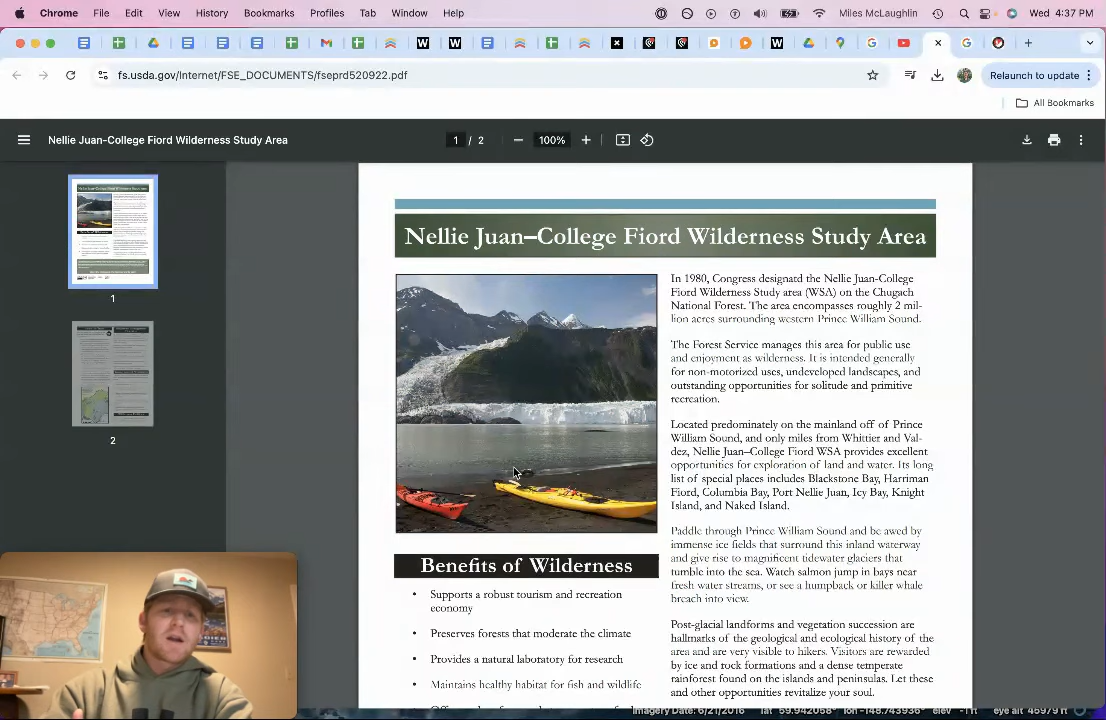 Chrome File Edit View History Bookmarks Profiles Tab Window Help Miles McLaughlin Wed 4:37 PM
fs.usda.gov/Internet/FSE_DOCUMENTS/fseprd520922.pdf Relaunch to update
All Bookmarks
Nellie Juan-College Fiord Wilderness Study Area 1 / 2 100%
1
2
Nellie Juan–College Fiord Wilderness Study Area
In 1980, Congress designatd the Nellie Juan-College
Fiord Wilderness Study area (WSA) on the Chugach
National Forest. The area encompasses roughly 2 mil-
lion acres surrounding western Prince William Sound.
The Forest Service manages this area for public use
and enjoyment as wilderness. It is intended generally
for non-motorized uses, undeveloped landscapes, and
outstanding opportunities for solitude and primitive
recreation.
Located predominately on the mainland off of Prince
William Sound, and only miles from Whittier and Val-
dez, Nellie Juan–College Fiord WSA provides excellent
opportunities for exploration of land and water. Its long
list of special places includes Blackstone Bay, Harriman
Fiord, Columbia Bay, Port Nellie Juan, Icy Bay, Knight
Island, and Naked Island.
Paddle through Prince William Sound and be awed by
immense ice fields that surround this inland waterway
and give rise to magnificent tidewater glaciers that
tumble into the sea. Watch salmon jump in bays near
fresh water streams, or see a humpback or killer whale
breach into view.
Post-glacial landforms and vegetation succession are
hallmarks of the geological and ecological history of the
area and are very visible to hikers. Visitors are rewarded
by ice and rock formations and a dense temperate
rainforest found on the islands and peninsulas. Let these
and other opportunities revitalize your soul.
Benefits of Wilderness
• Supports a robust tourism and recreation
economy
• Preserves forests that moderate the climate
• Provides a natural laboratory for research
• Maintains healthy habitat for fish and wildlife
Imagery Date: 6/21/2016 lat 59.942058° lon -148.743936° elev -1 ft eye alt 45979 ft